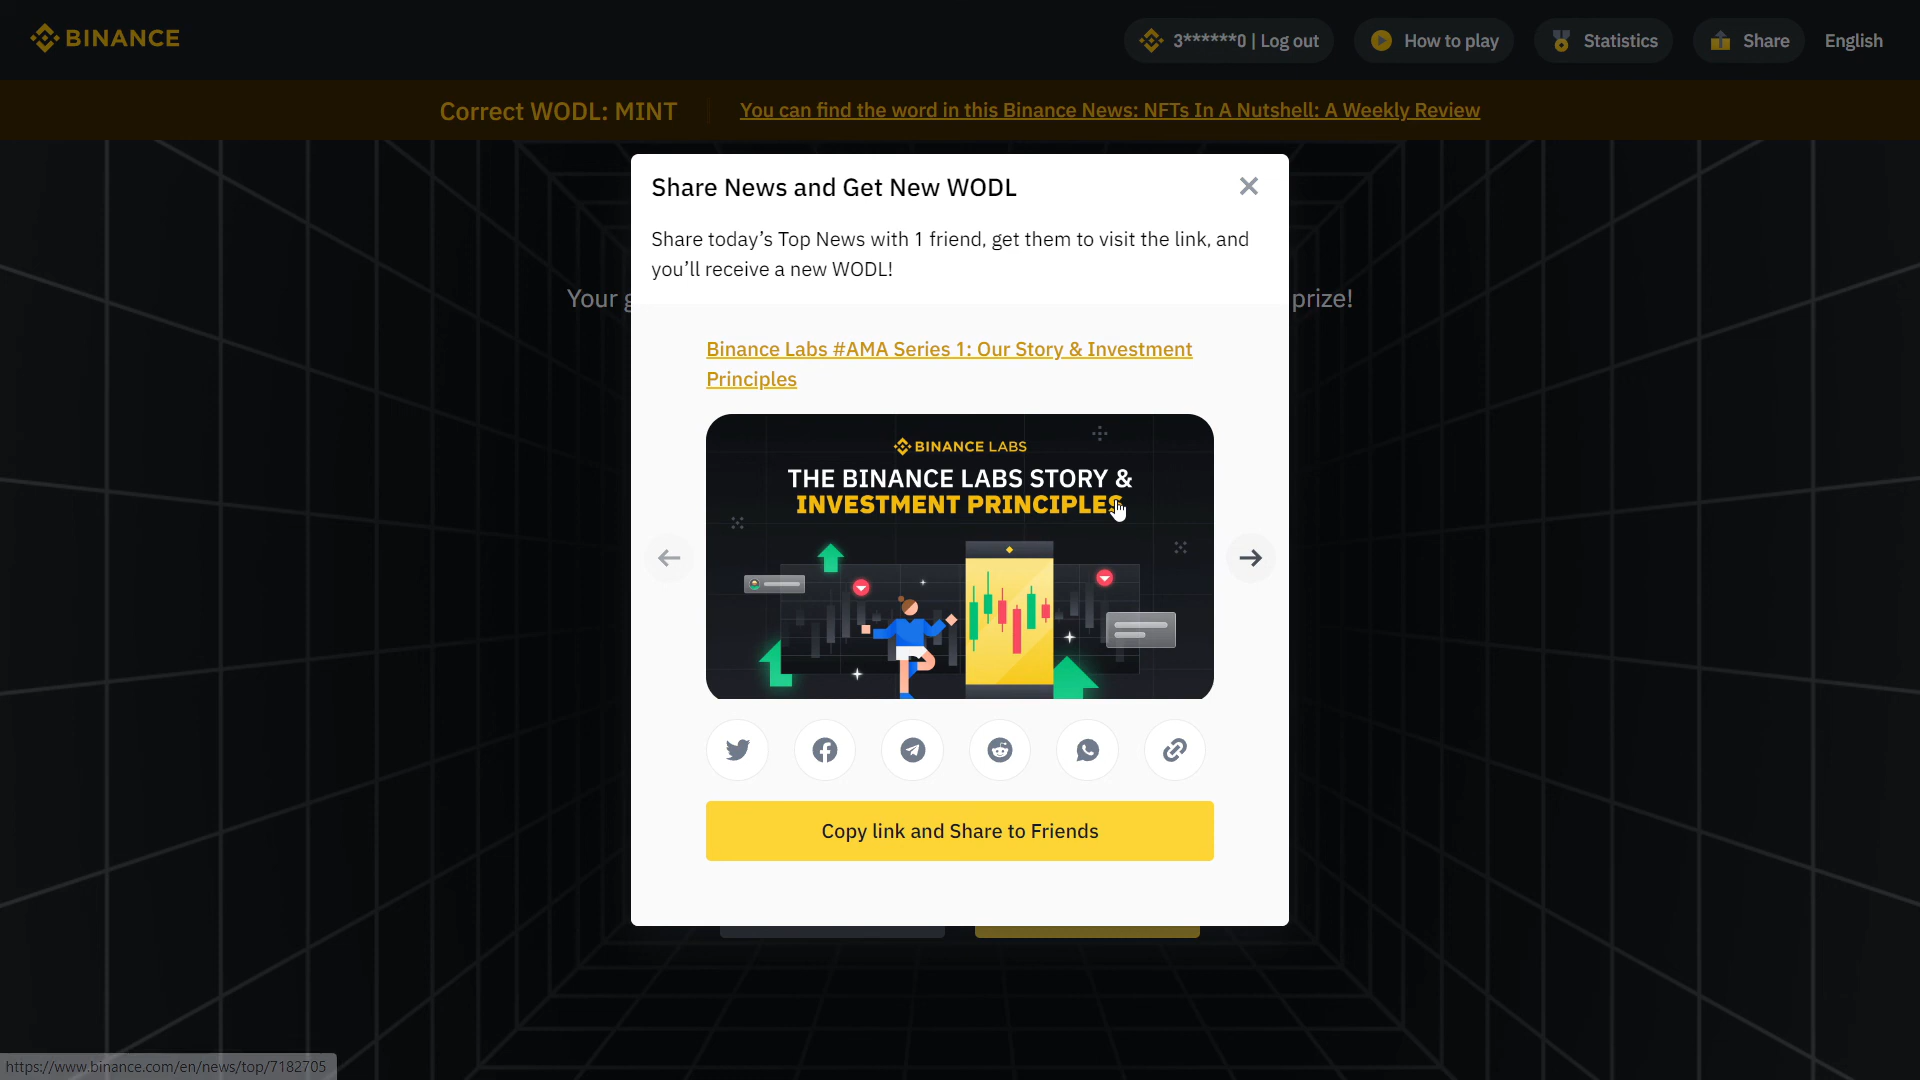 BINANCE
3******0 | Log out
How to play
Statistics
Share
English
Correct WODL: MINT
You can find the word in this Binance News: NFTs In A Nutshell: A Weekly Review
Share News and Get New WODL
Share today’s Top News with 1 friend, get them to visit the link, and
you’ll receive a new WODL!
Your
prize!
Binance Labs #AMA Series 1: Our Story & Investment
Principles
BINANCE LABS
THE BINANCE LABS STORY &
INVESTMENT PRINCIPLES
Copy link and Share to Friends
https://www.binance.com/en/news/top/7182705